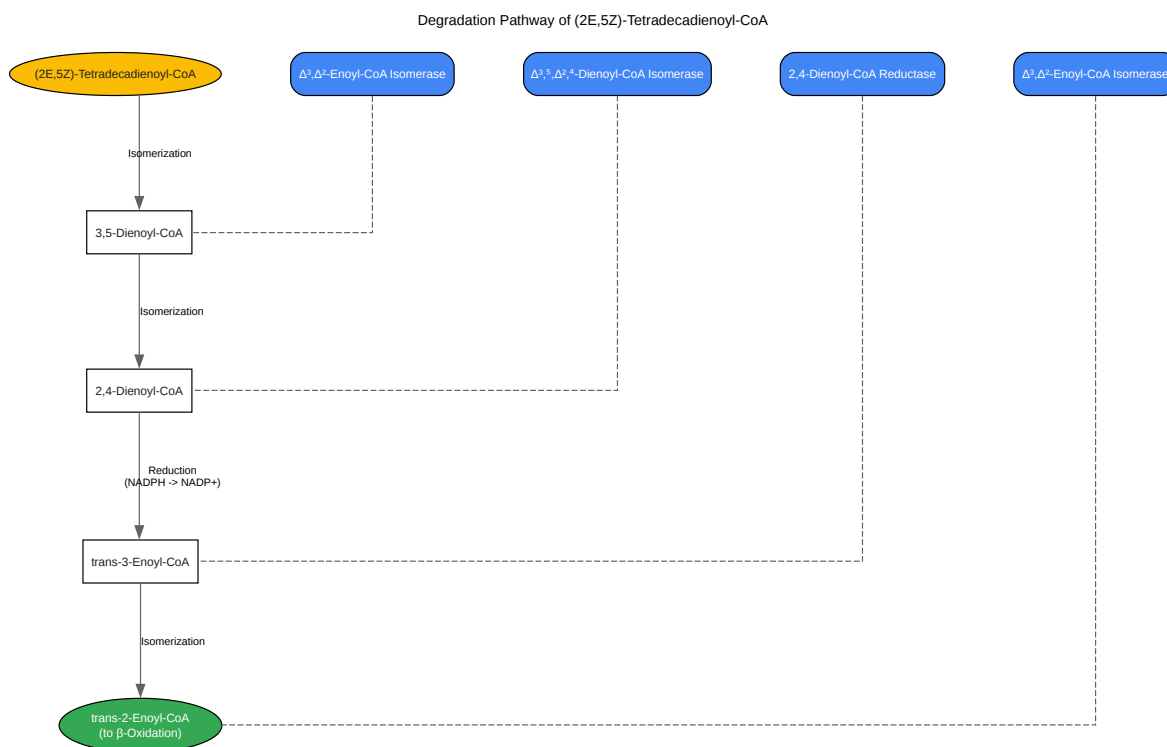 Degradation Pathway of (2E,5Z)-Tetradecadienoyl-CoA
(2E,5Z)-Tetradecadienoyl-CoA
Δ³,Δ²-Enoyl-CoA Isomerase
Δ³,⁵,Δ²,⁴-Dienoyl-CoA Isomerase
2,4-Dienoyl-CoA Reductase
Δ³,Δ²-Enoyl-CoA Isomerase
Isomerization
3,5-Dienoyl-CoA
Isomerization
2,4-Dienoyl-CoA
Reduction
(NADPH -> NADP+)
trans-3-Enoyl-CoA
Isomerization
trans-2-Enoyl-CoA
(to β-Oxidation)